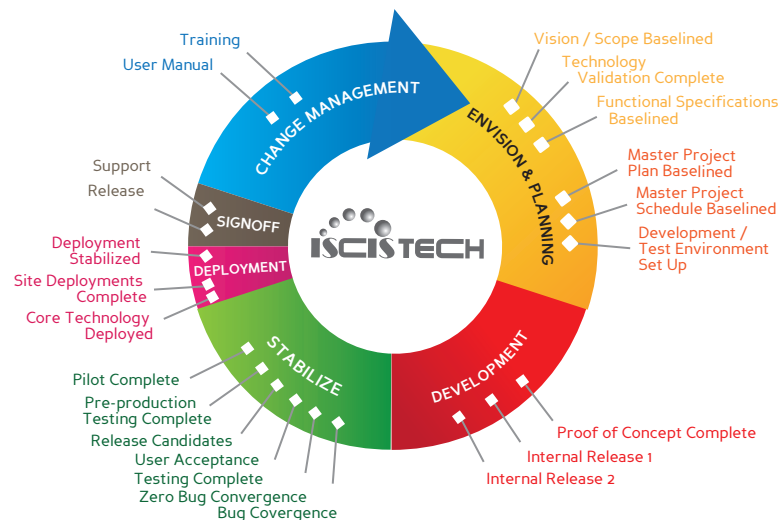 Training
User Manual
CHANGE MANAGEMENT
Vision / Scope Baselined
Technology
Validation Complete
Functional Specifications
Baselined
ENVISION & PLANNING
Master Project
Plan Baselined
Master Project
Schedule Baselined
Development /
Test Environment
Set Up
Support
Release
SIGNOFF
ISCISTECH
Deployment
Stabilized
Site Deployments
Complete
Core Technology
Deployed
DEPLOYMENT
STABILIZE
Pilot Complete
Pre-production
Testing Complete
Release Candidates
User Acceptance
Testing Complete
Zero Bug Convergence
Bug Covergence
DEVELOPMENT
Proof of Concept Complete
Internal Release 1
Internal Release 2